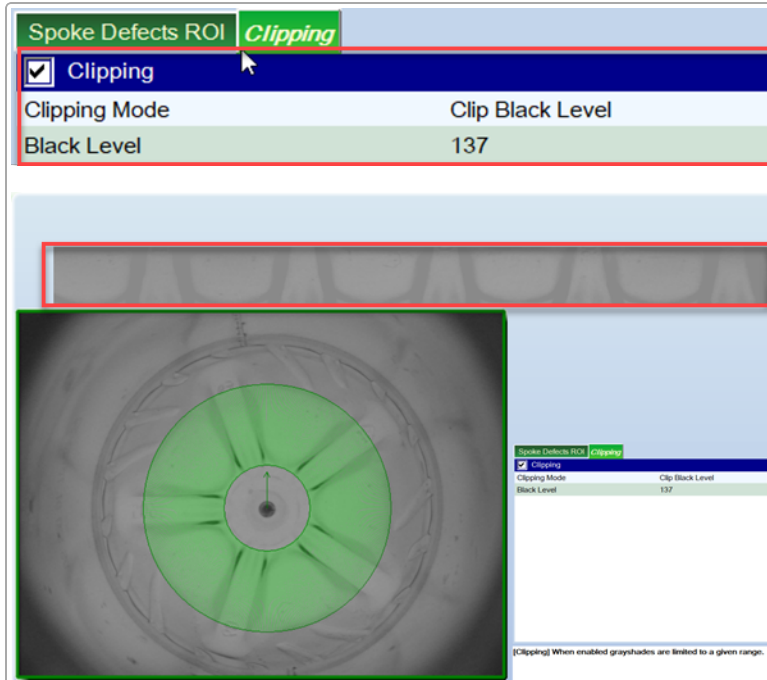 Spoke Defects ROI Clipping
Clipping
Clipping Mode Clip Black Level
Black Level 137
Spoke Defects ROI Clipping
Clipping
Clipping Mode Clip Black Level
Black Level 137
[Clipping] When enabled grayshades are limited to a given range.